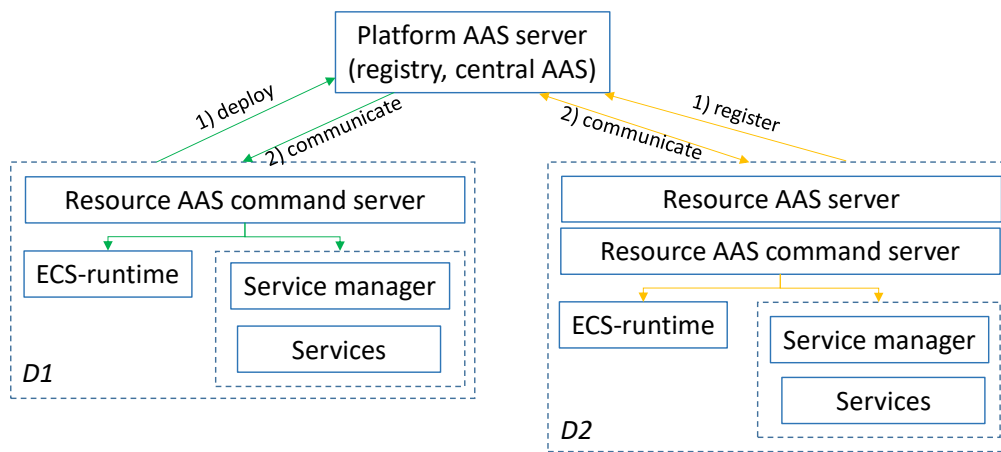 Platform AAS server
(registry, central AAS)
1) deploy
2) communicate
2) communicate
1) register
Resource AAS command server
ECS-runtime
Service manager
Services
D1
Resource AAS server
Resource AAS command server
ECS-runtime
Service manager
Services
D2